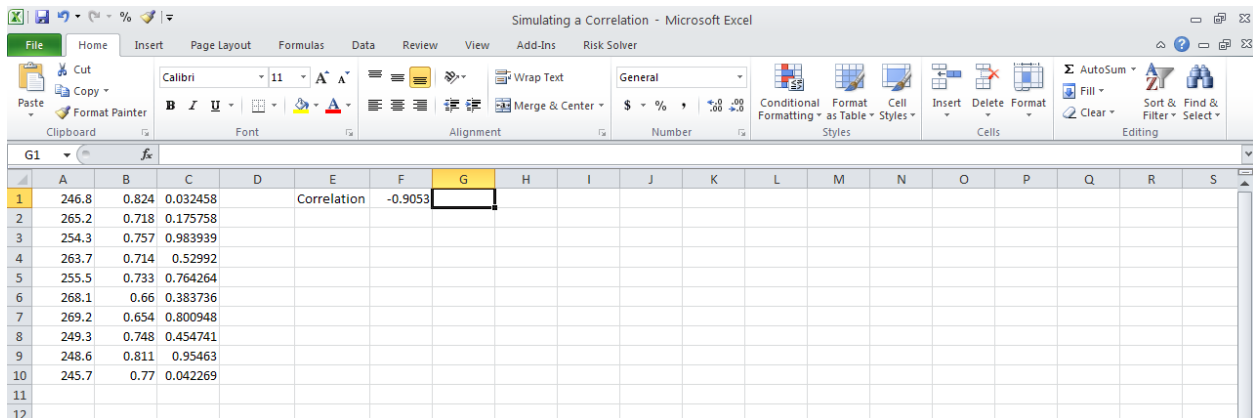 Simulating a Correlation - Microsoft Excel
File Home Insert Page Layout Formulas Data Review View Add-Ins Risk Solver
Paste
Cut
Copy
Format Painter
Clipboard
Calibri 11 A A
B I U A
Font
Wrap Text
Merge & Center
Alignment
General
$ % , .0 .00 .00 .0
Number
Conditional Formatting
Format as Table
Cell Styles
Styles
Insert Delete Format
Cells
Σ AutoSum
Fill
Clear
Sort & Filter
Find & Select
Editing
G1 fx
A B C D E F G H I J K L M N O P Q R S
1 246.8 0.824 0.032458 Correlation -0.9053
2 265.2 0.718 0.175758
3 254.3 0.757 0.983939
4 263.7 0.714 0.52992
5 255.5 0.733 0.764264
6 268.1 0.66 0.383736
7 269.2 0.654 0.800948
8 249.3 0.748 0.454741
9 248.6 0.811 0.95463
10 245.7 0.77 0.042269
11
12